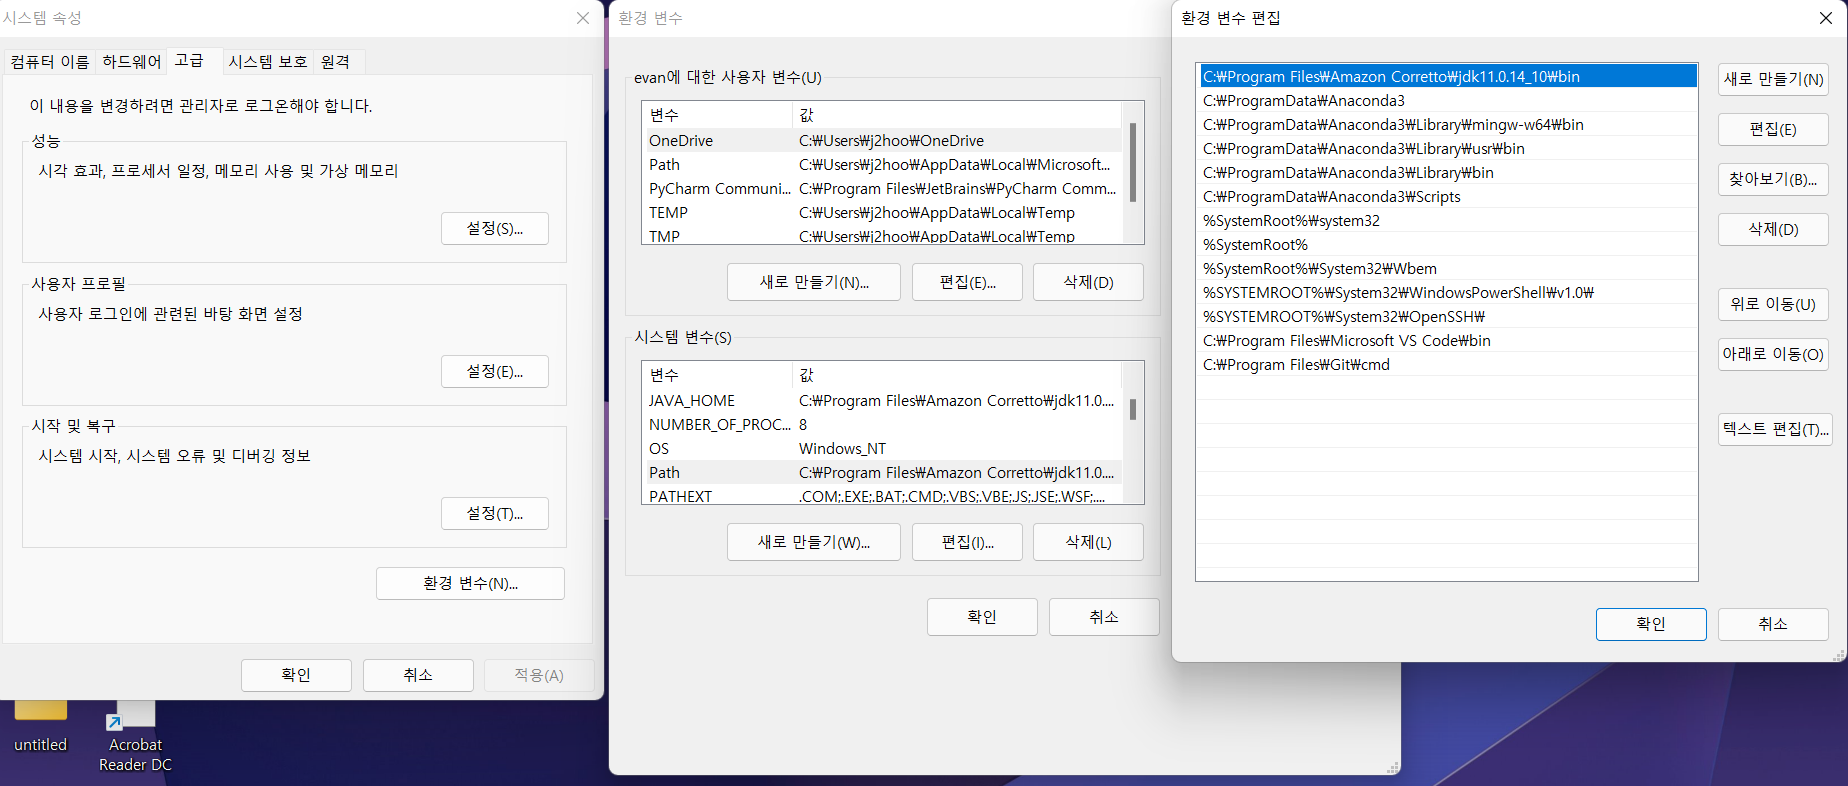 시스템 속성
컴퓨터 이름 하드웨어 고급 시스템 보호 원격
이 내용을 변경하려면 관리자로 로그온해야 합니다.
성능
시각 효과, 프로세서 일정, 메모리 사용 및 가상 메모리
설정(S)...
사용자 프로필
사용자 로그인에 관련된 바탕 화면 설정
설정(E)...
시작 및 복구
시스템 시작, 시스템 오류 및 디버깅 정보
설정(T)...
환경 변수(N)...
확인 취소 적용(A)
untitled
Acrobat
Reader DC
환경 변수
evan에 대한 사용자 변수(U)
변수 값
OneDrive C:₩Users₩j2hoo₩OneDrive
Path C:₩Users₩j2hoo₩AppData₩Local₩Microsoft...
PyCharm Communi... C:₩Program Files₩JetBrains₩PyCharm Comm...
TEMP C:₩Users₩j2hoo₩AppData₩Local₩Temp
TMP C:₩Users₩j2hoo₩AppData₩Local₩Temp
새로 만들기(N)... 편집(E)... 삭제(D)
시스템 변수(S)
변수 값
JAVA_HOME C:₩Program Files₩Amazon Corretto₩jdk11.0....
NUMBER_OF_PROC... 8
OS Windows_NT
Path C:₩Program Files₩Amazon Corretto₩jdk11.0....
PATHEXT .COM;.EXE;.BAT;.CMD;.VBS;.VBE;.JS;.JSE;.WSF;....
새로 만들기(W)... 편집(I)... 삭제(L)
확인 취소
환경 변수 편집
C:₩Program Files₩Amazon Corretto₩jdk11.0.14_10₩bin
C:₩ProgramData₩Anaconda3
C:₩ProgramData₩Anaconda3₩Library₩mingw-w64₩bin
C:₩ProgramData₩Anaconda3₩Library₩usr₩bin
C:₩ProgramData₩Anaconda3₩Library₩bin
C:₩ProgramData₩Anaconda3₩Scripts
%SystemRoot%₩system32
%SystemRoot%
%SystemRoot%₩System32₩Wbem
%SYSTEMROOT%₩System32₩WindowsPowerShell₩v1.0₩
%SYSTEMROOT%₩System32₩OpenSSH₩
C:₩Program Files₩Microsoft VS Code₩bin
C:₩Program Files₩Git₩cmd
새로 만들기(N)
편집(E)
찾아보기(B)...
삭제(D)
위로 이동(U)
아래로 이동(O)
텍스트 편집(T)...
확인 취소